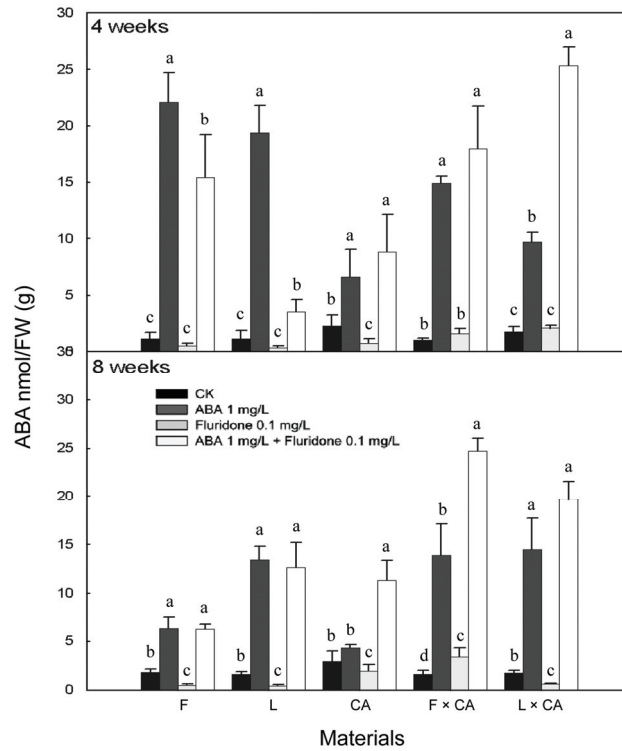 30
4 weeks
25
20
15
10
5
c a c b
c a c b
b a c a
b a b a
c b c a
ABA nmol/FW (g)
30
8 weeks
25
20
15
10
5
0
CK
ABA 1 mg/L
Fluridone 0.1 mg/L
ABA 1 mg/L + Fluridone 0.1 mg/L
b a c a
b a c a
b b c a
d b c a
b a c a
F L CA F × CA L × CA
Materials